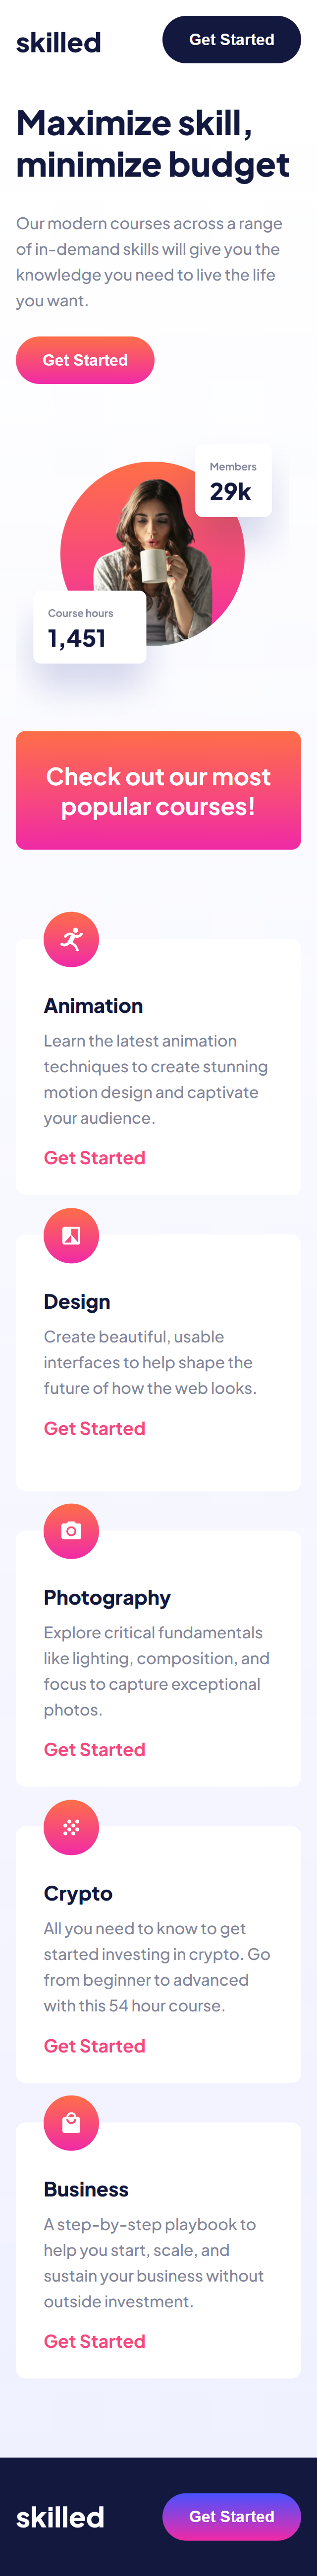 skilled
Get Started
Maximize skill,
minimize budget
Our modern courses across a range
of in-demand skills will give you the
knowledge you need to live the life
you want.
Get Started
Members
29k
Course hours
1,451
Check out our most
popular courses!
Animation
Learn the latest animation
techniques to create stunning
motion design and captivate
your audience.
Get Started
Design
Create beautiful, usable
interfaces to help shape the
future of how the web looks.
Get Started
Photography
Explore critical fundamentals
like lighting, composition, and
focus to capture exceptional
photos.
Get Started
Crypto
All you need to know to get
started investing in crypto. Go
from beginner to advanced
with this 54 hour course.
Get Started
Business
A step-by-step playbook to
help you start, scale, and
sustain your business without
outside investment.
Get Started
skilled
Get Started